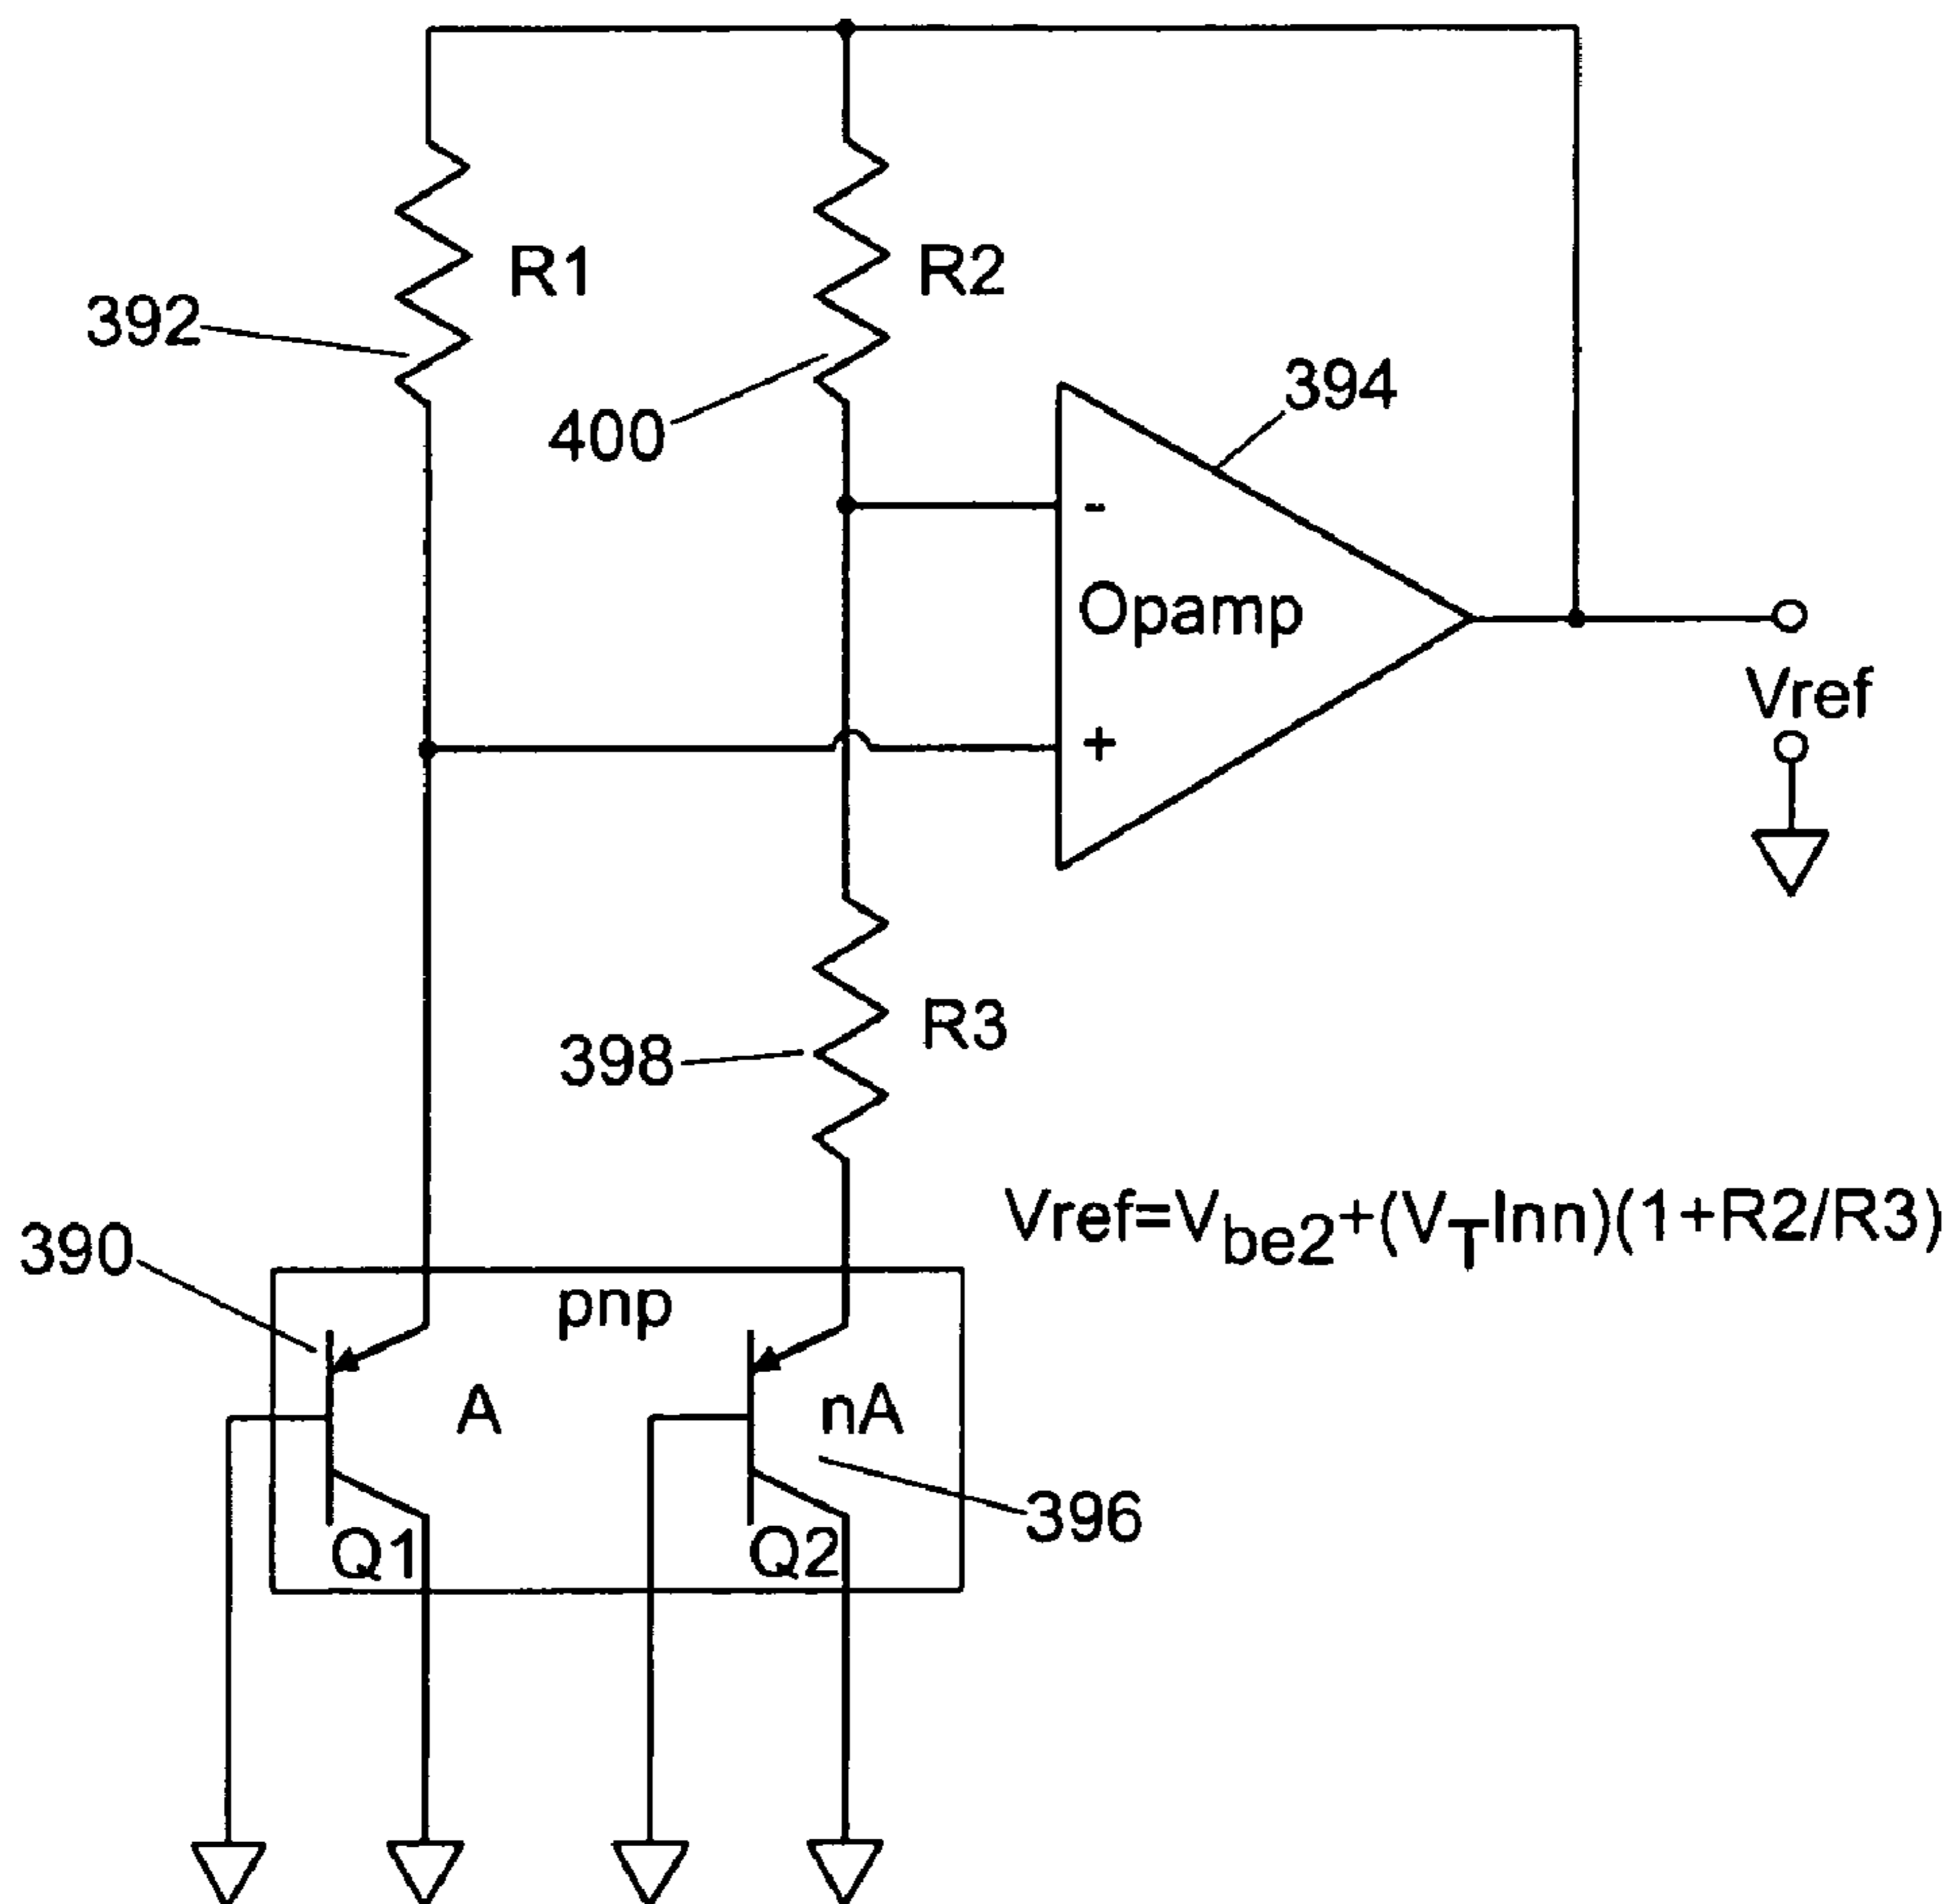 R1
R2
392
400
394
-
Opamp
+
Vref
R3
398
Vref=Vbe2+(VTlnn)(1+R2/R3)
390
pnp
A
nA
396
Q1
Q2